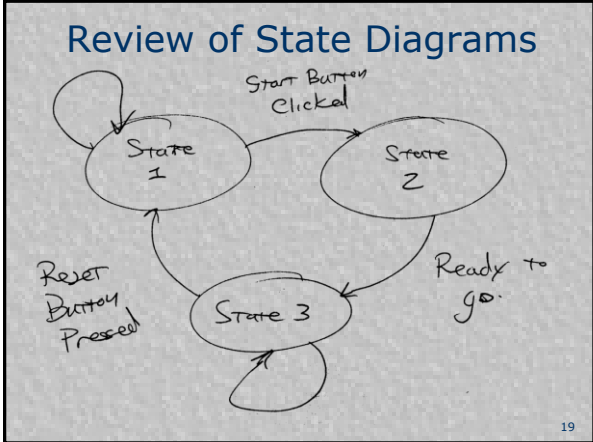 Review of State Diagrams
Start Button
Clicked
State
1
State
2
Reset
Button
Pressed
Ready to
go.
State 3
19